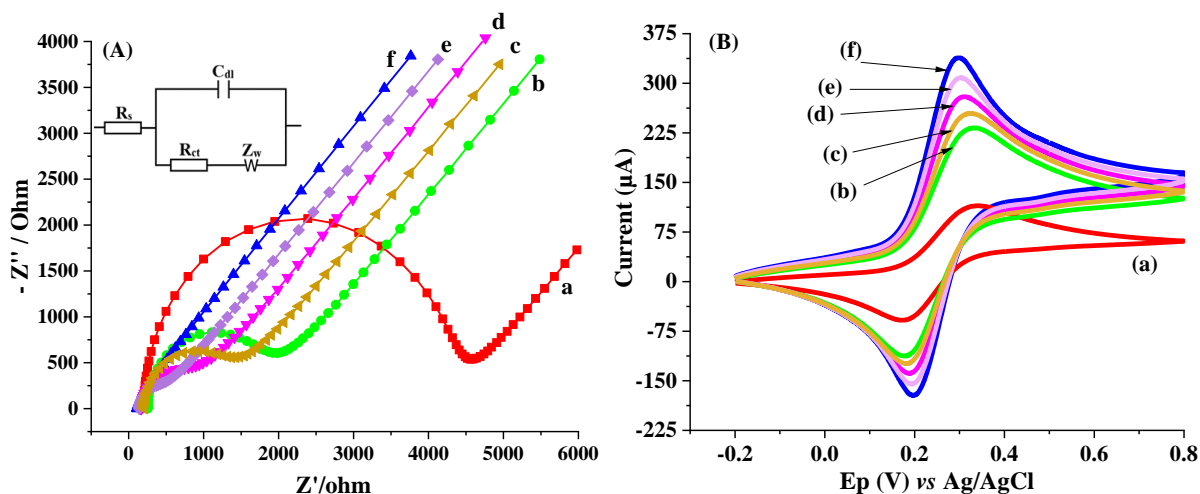 (A)
4000
3500
3000
2500
2000
1500
1000
500
0
- Z'' / Ohm
0
1000
2000
3000
4000
5000
6000
Z'/ohm
Cdl
Rs
Rct
Zw
f
e
d
c
b
a
(B)
375
300
225
150
75
0
-75
-150
-225
Current (µA)
-0.2
0.0
0.2
0.4
0.6
0.8
Ep (V) vs Ag/AgCl
(f)
(e)
(d)
(c)
(b)
(a)